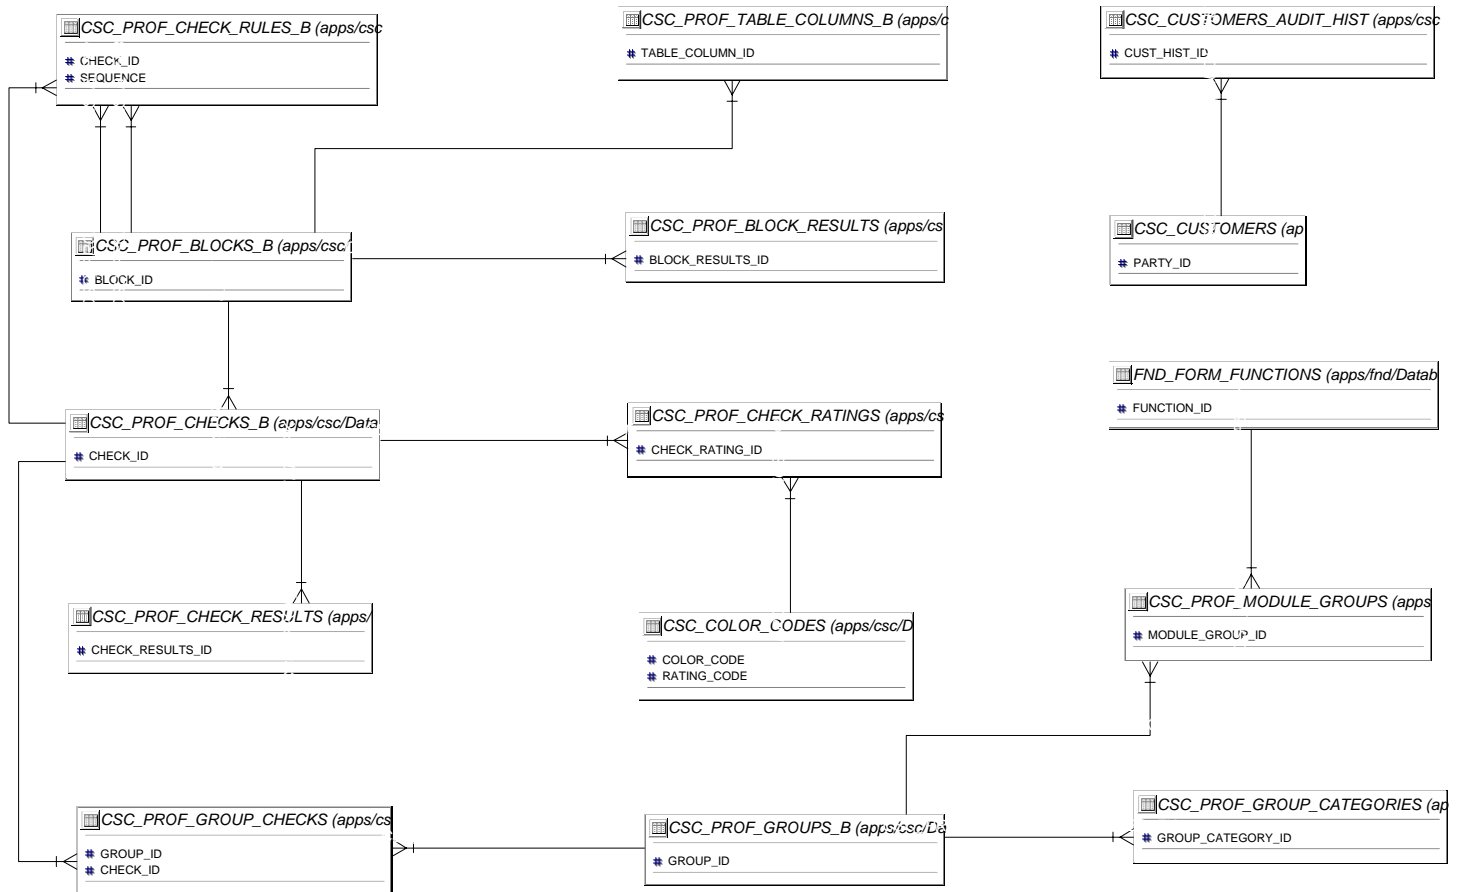 CSC_PROF_CHECK_RULES_B (apps/csc
# CHECK_ID
# SEQUENCE
CSC_PROF_TABLE_COLUMNS_B (apps/c
# TABLE_COLUMN_ID
CSC_CUSTOMERS_AUDIT_HIST (apps/csc
# CUST_HIST_ID
CSC_PROF_BLOCKS_B (apps/csc/
# BLOCK_ID
CSC_PROF_BLOCK_RESULTS (apps/cs
# BLOCK_RESULTS_ID
CSC_CUSTOMERS (ap
# PARTY_ID
CSC_PROF_CHECKS_B (apps/csc/Data
# CHECK_ID
CSC_PROF_CHECK_RATINGS (apps/cs
# CHECK_RATING_ID
FND_FORM_FUNCTIONS (apps/fnd/Datab
# FUNCTION_ID
CSC_PROF_CHECK_RESULTS (apps/
# CHECK_RESULTS_ID
CSC_COLOR_CODES (apps/csc/D
# COLOR_CODE
# RATING_CODE
CSC_PROF_MODULE_GROUPS (apps
# MODULE_GROUP_ID
CSC_PROF_GROUP_CHECKS (apps/cs
# GROUP_ID
# CHECK_ID
CSC_PROF_GROUPS_B (apps/csc/Da
# GROUP_ID
CSC_PROF_GROUP_CATEGORIES (ap
# GROUP_CATEGORY_ID